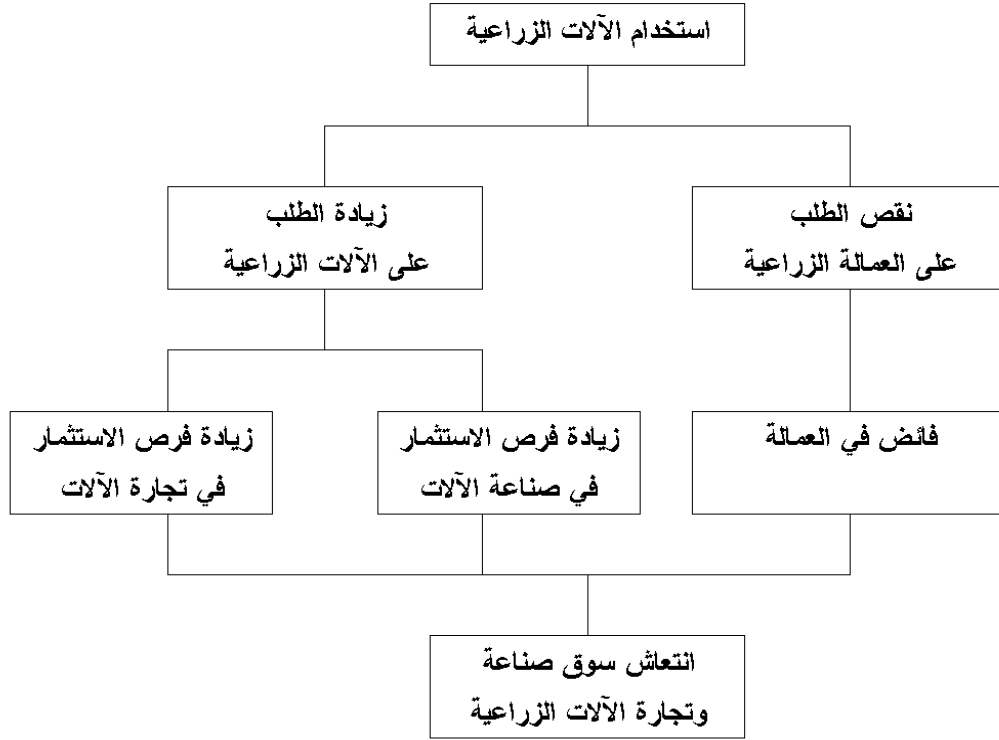 استخدام الآلات الزراعية
نقص الطلب
على العمالة الزراعية
زيادة الطلب
على الآلات الزراعية
فائض في العمالة
زيادة فرص الاستثمار
في صناعة الآلات
زيادة فرص الاستثمار
في تجارة الآلات
انتعاش سوق صناعة
وتجارة الآلات الزراعية